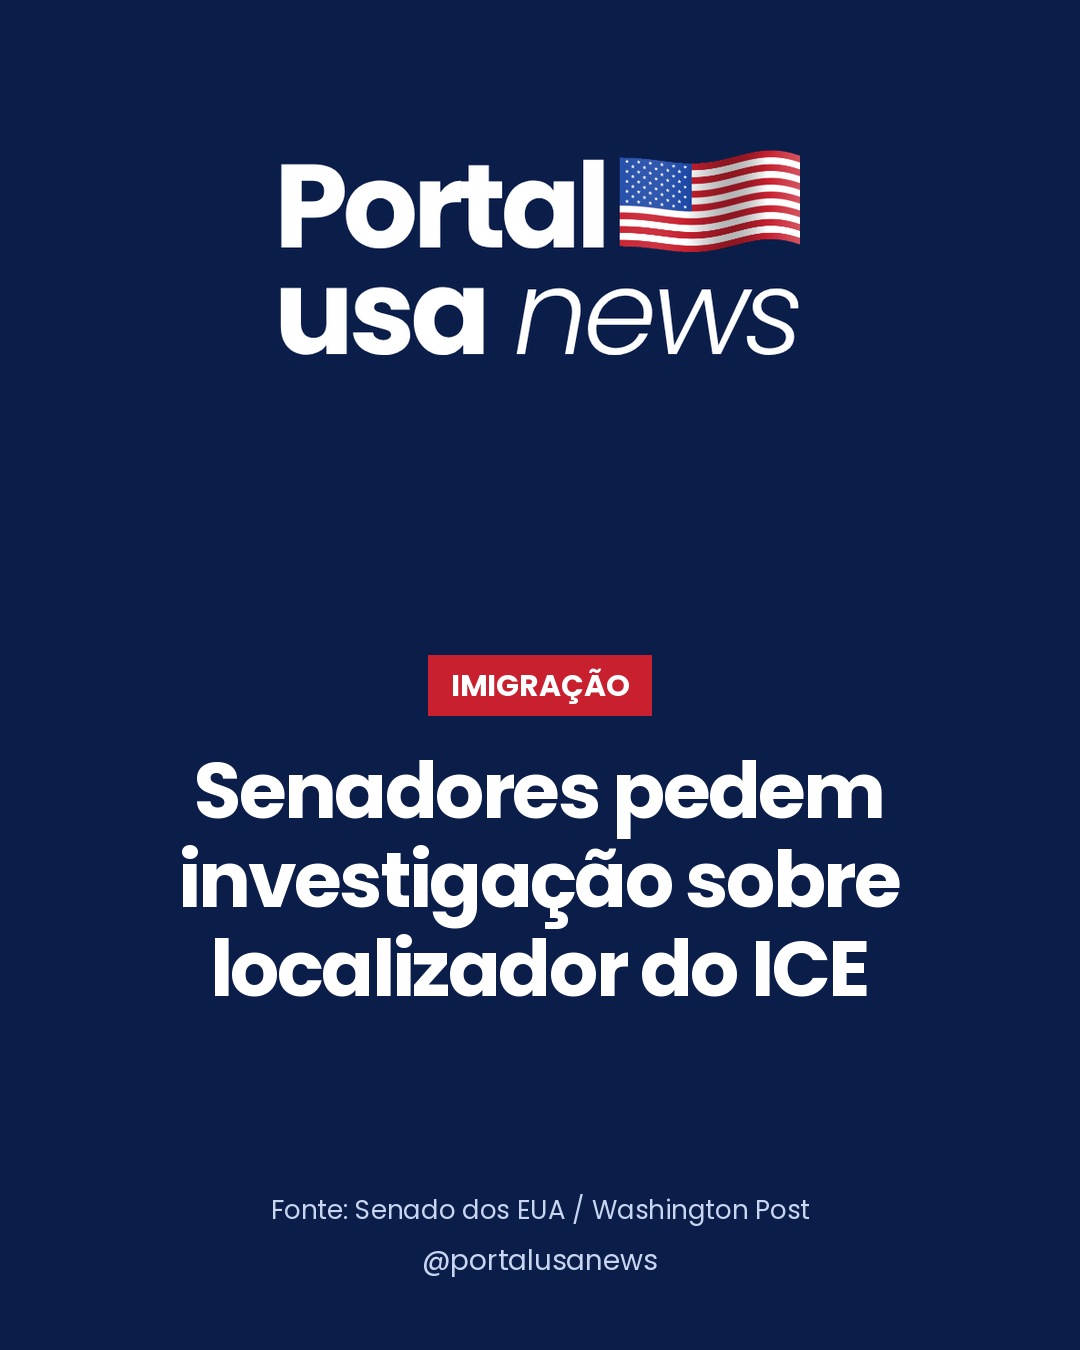 Portal
usa news
IMIGRAÇÃO
Senadores pedem
investigação sobre
localizador do ICE
Fonte: Senado dos EUA / Washington Post
@portalusanews